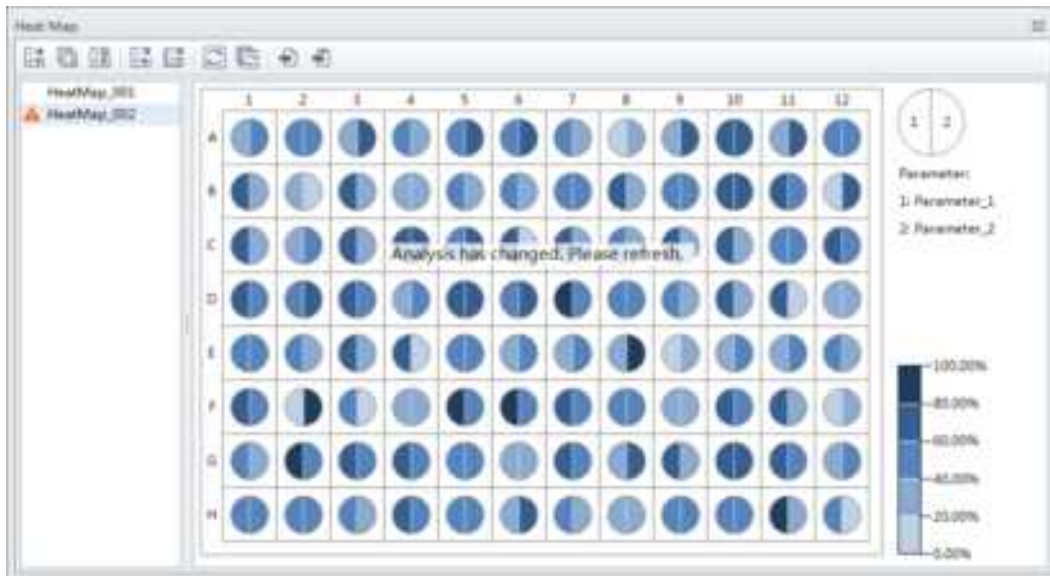 Heat Map
HeatMap_001
HeatMap_002
1 2 3 4 5 6 7 8 9 10 11 12
A
B
C
Analysis has changed. Please refresh.
D
E
F
G
H
1 2
Parameter:
1: Parameter_1
2: Parameter_2
100.00%
80.00%
60.00%
40.00%
20.00%
0.00%